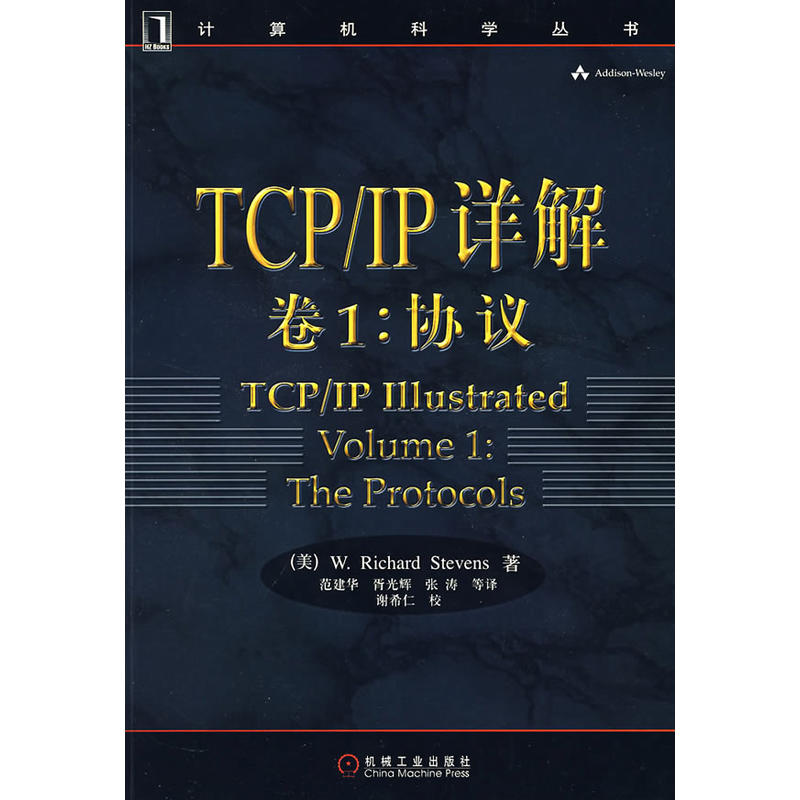 HZ Books
计算机科学丛书
Addison-Wesley
TCP/IP 详解
卷1:协议
TCP/IP Illustrated
Volume 1:
The Protocols
(美) W. Richard Stevens 著
范建华 胥光辉 张涛 等译
谢希仁 校
机械工业出版社
China Machine Press